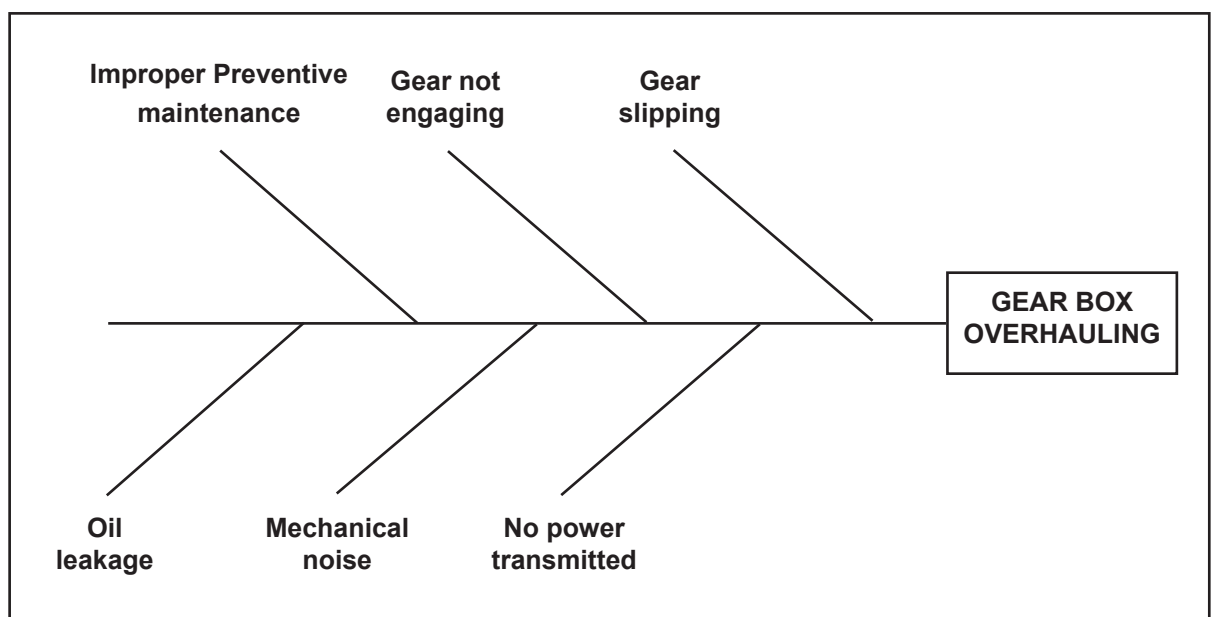 Improper Preventive
maintenance
Gear not
engaging
Gear
slipping
GEAR BOX
OVERHAULING
Oil
leakage
Mechanical
noise
No power
transmitted